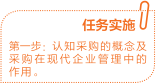 任务实施
第一步：认知采购的概念及
采购在现代企业管理中的
作用。